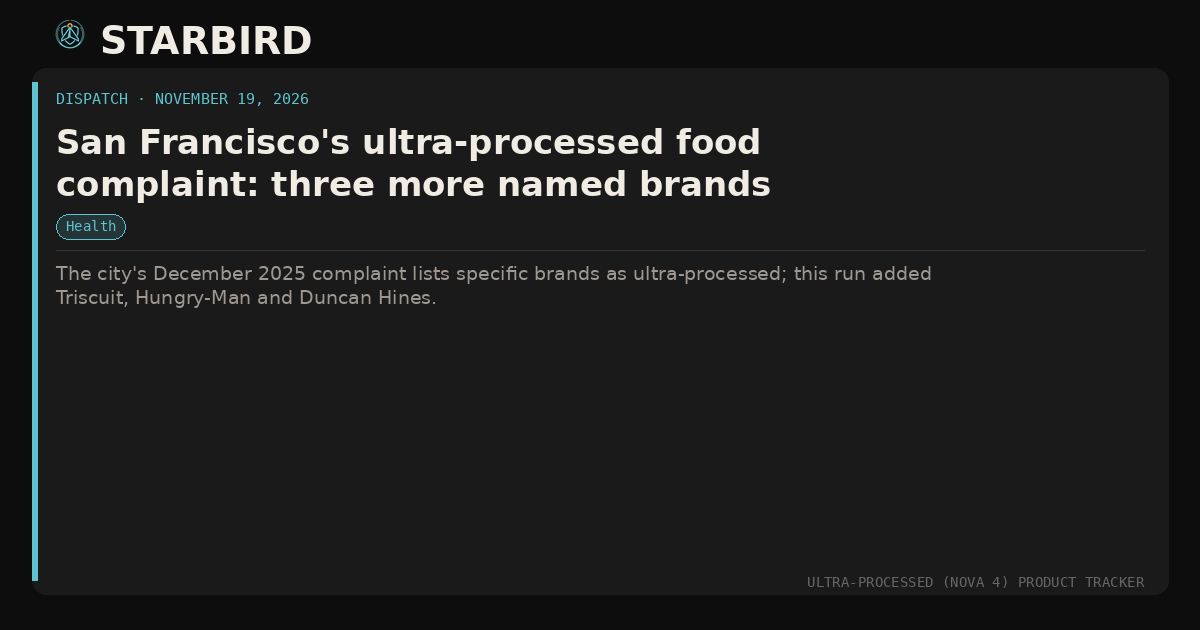 STARBIRD
DISPATCH · NOVEMBER 19, 2026
San Francisco's ultra-processed food
complaint: three more named brands
Health
The city's December 2025 complaint lists specific brands as ultra-processed; this run added
Triscuit, Hungry-Man and Duncan Hines.
ULTRA-PROCESSED (NOVA 4) PRODUCT TRACKER